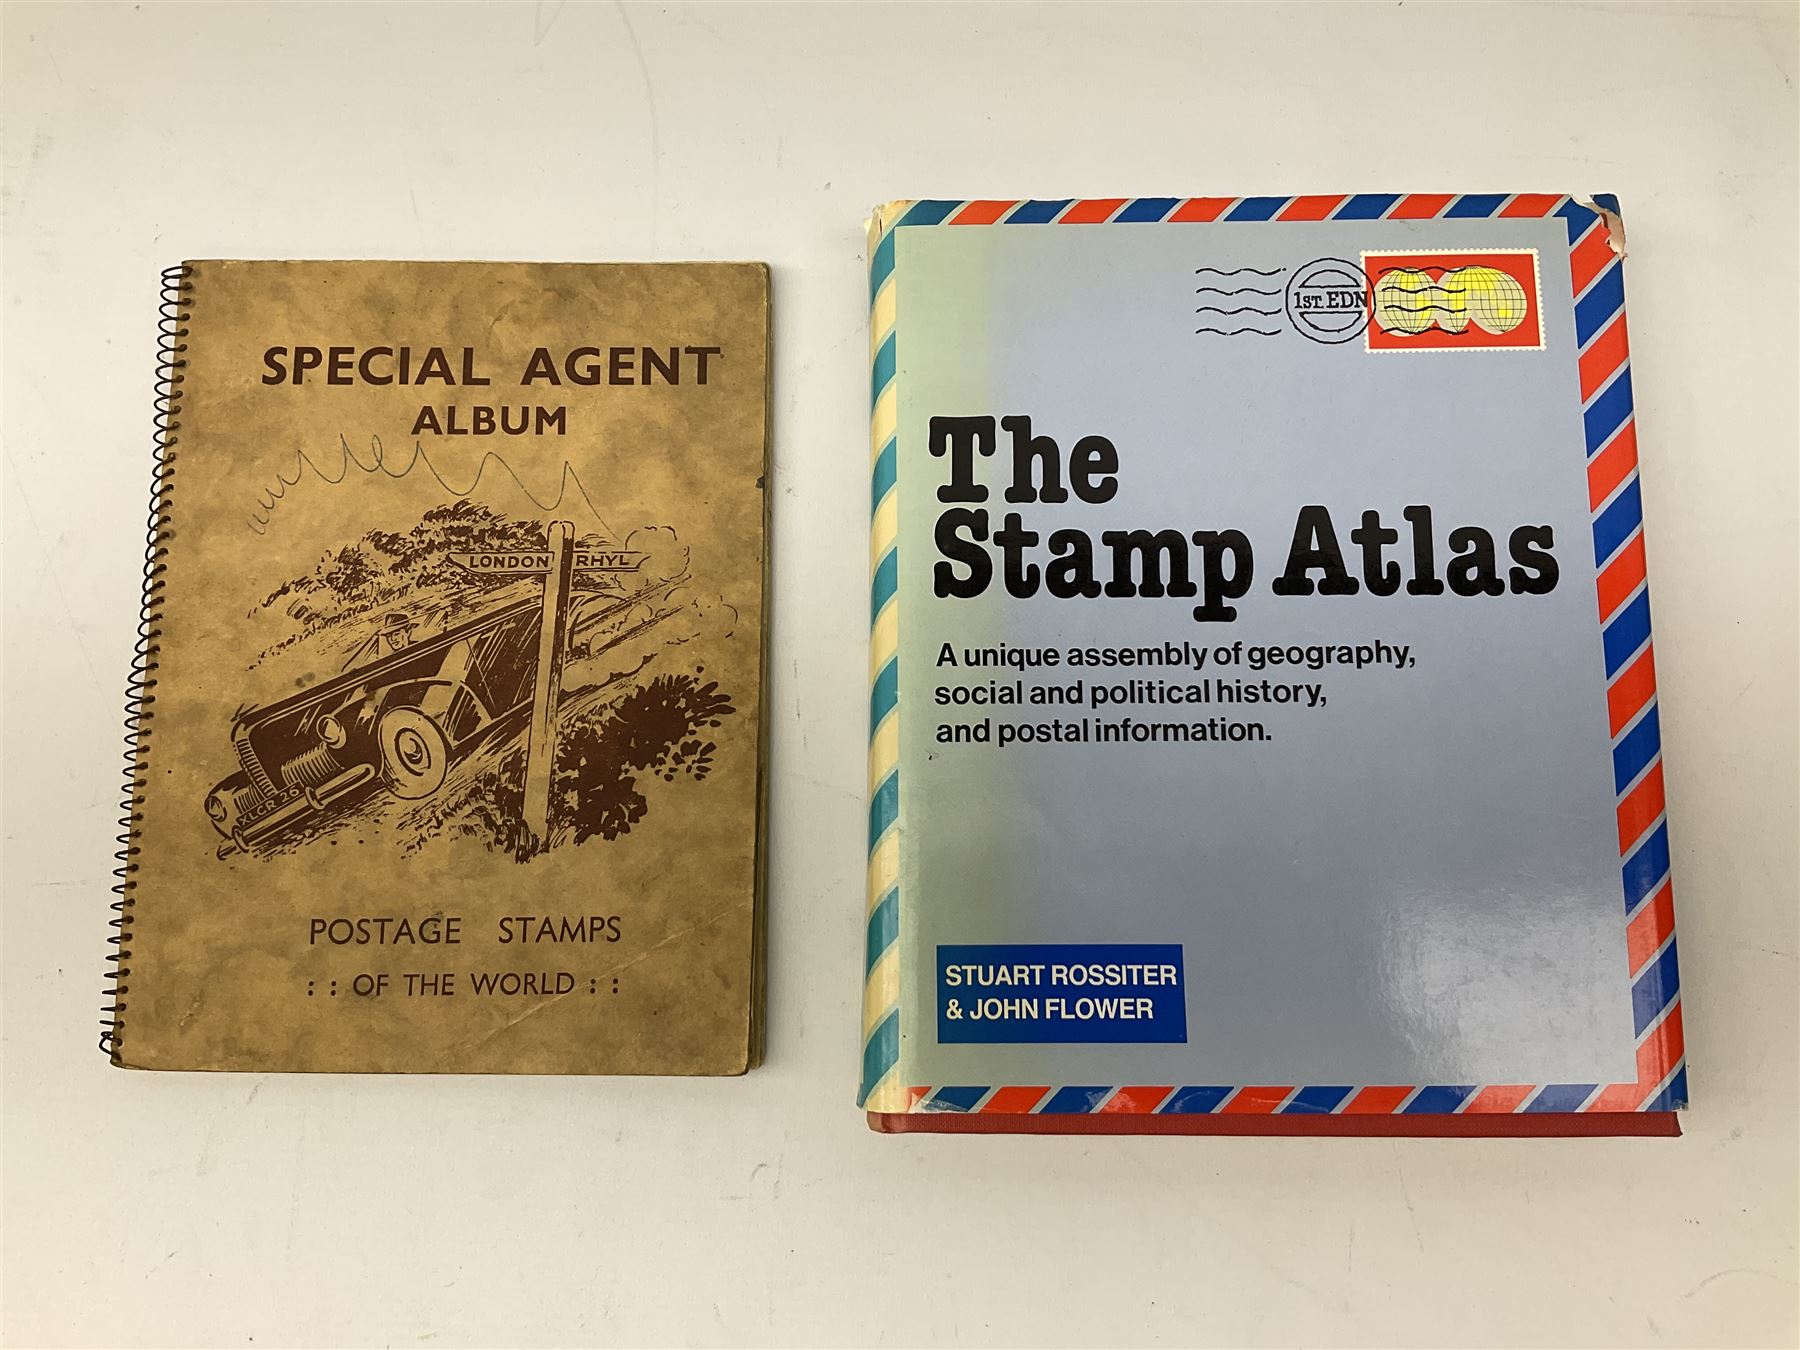 SPECIAL AGENT
ALBUM
LONDON RHYL
XLCR 26
POSTAGE STAMPS
: : OF THE WORLD : :
1ST. EDN
The
Stamp Atlas
A unique assembly of geography,
social and political history,
and postal information.
STUART ROSSITER
& JOHN FLOWER